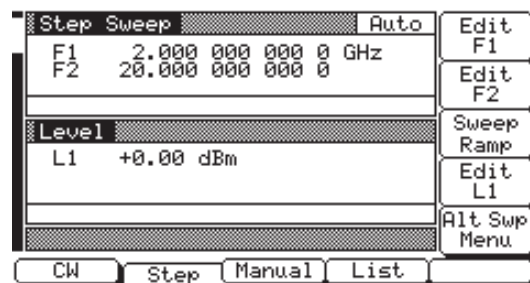 Step Sweep Auto
F1 2.000 000 000 0 GHz
F2 20.000 000 000 0
Level
L1 +0.00 dBm
Edit
F1
Edit
F2
Sweep
Ramp
Edit
L1
Alt Swp
Menu
CW Step Manual List